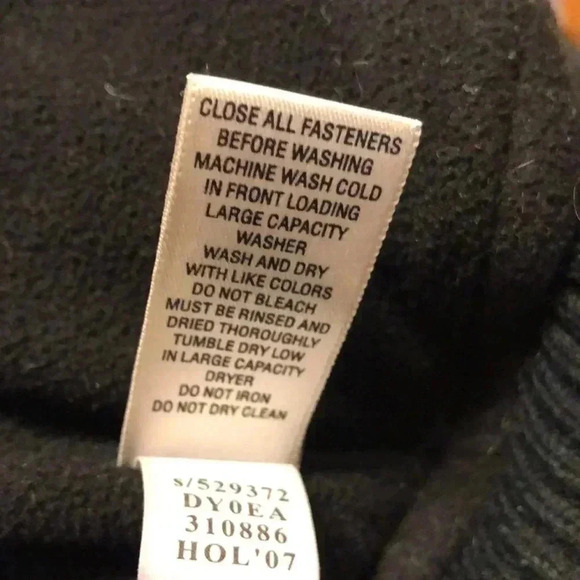 CLOSE ALL FASTENERS
BEFORE WASHING
MACHINE WASH COLD
IN FRONT LOADING
LARGE CAPACITY
WASHER
WASH AND DRY
WITH LIKE COLORS
DO NOT BLEACH
MUST BE RINSED AND
DRIED THOROUGHLY
TUMBLE DRY LOW
IN LARGE CAPACITY
DRYER
DO NOT IRON
DO NOT DRY CLEAN
S/529372
DY0EA
310886
HOL'07